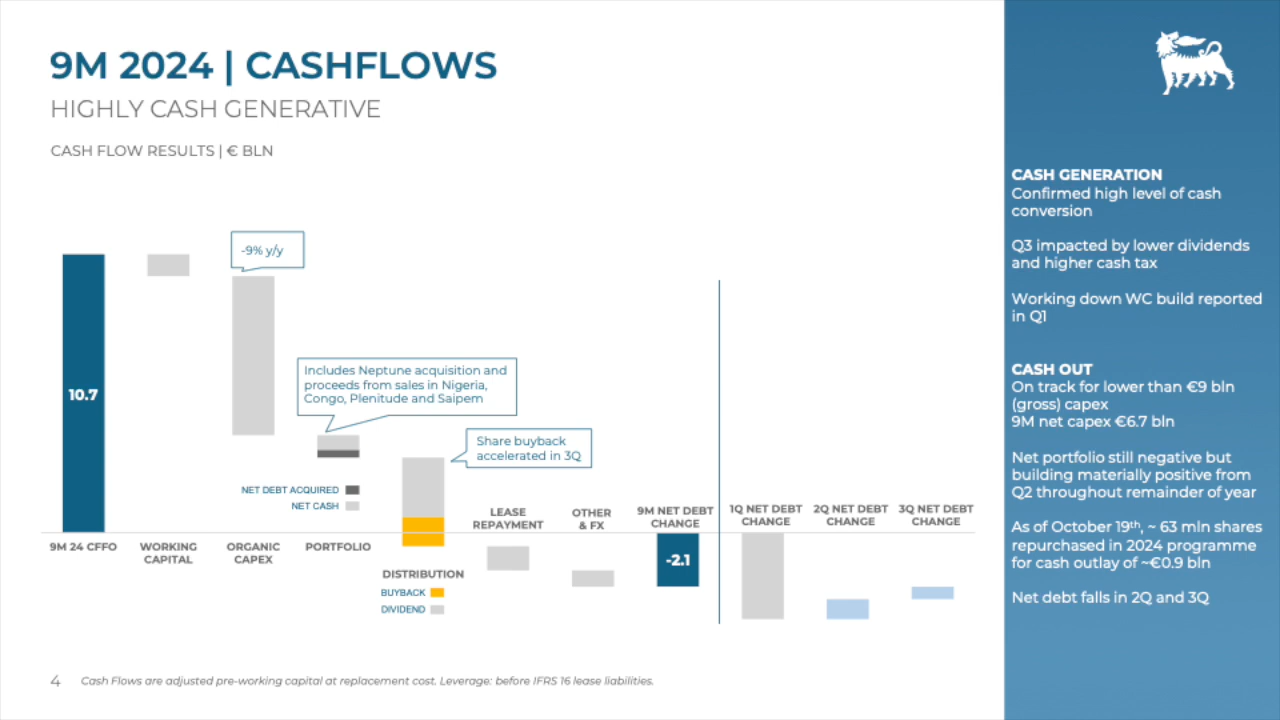 9M 2024 | CASHFLOWS
HIGHLY CASH GENERATIVE
CASH FLOW RESULTS | € BLN
-9% y/y
Includes Neptune acquisition and
proceeds from sales in Nigeria,
Congo, Plenitude and Saipem
10.7
Share buyback
accelerated in 3Q
NET DEBT ACQUIRED
NET CASH
9M 24 CFFO
WORKING
CAPITAL
ORGANIC
CAPEX
PORTFOLIO
DISTRIBUTION
BUYBACK
DIVIDEND
LEASE
REPAYMENT
OTHER
& FX
9M NET DEBT
CHANGE
-2.1
1Q NET DEBT
CHANGE
2Q NET DEBT
CHANGE
3Q NET DEBT
CHANGE
CASH GENERATION
Confirmed high level of cash
conversion
Q3 impacted by lower dividends
and higher cash tax
Working down WC build reported
in Q1
CASH OUT
On track for lower than €9 bln
(gross) capex
9M net capex €6.7 bln
Net portfolio still negative but
building materially positive from
Q2 throughout remainder of year
As of October 19th, ~ 63 mln shares
repurchased in 2024 programme
for cash outlay of ~€0.9 bln
Net debt falls in 2Q and 3Q
4
Cash Flows are adjusted pre-working capital at replacement cost. Leverage: before IFRS 16 lease liabilities.